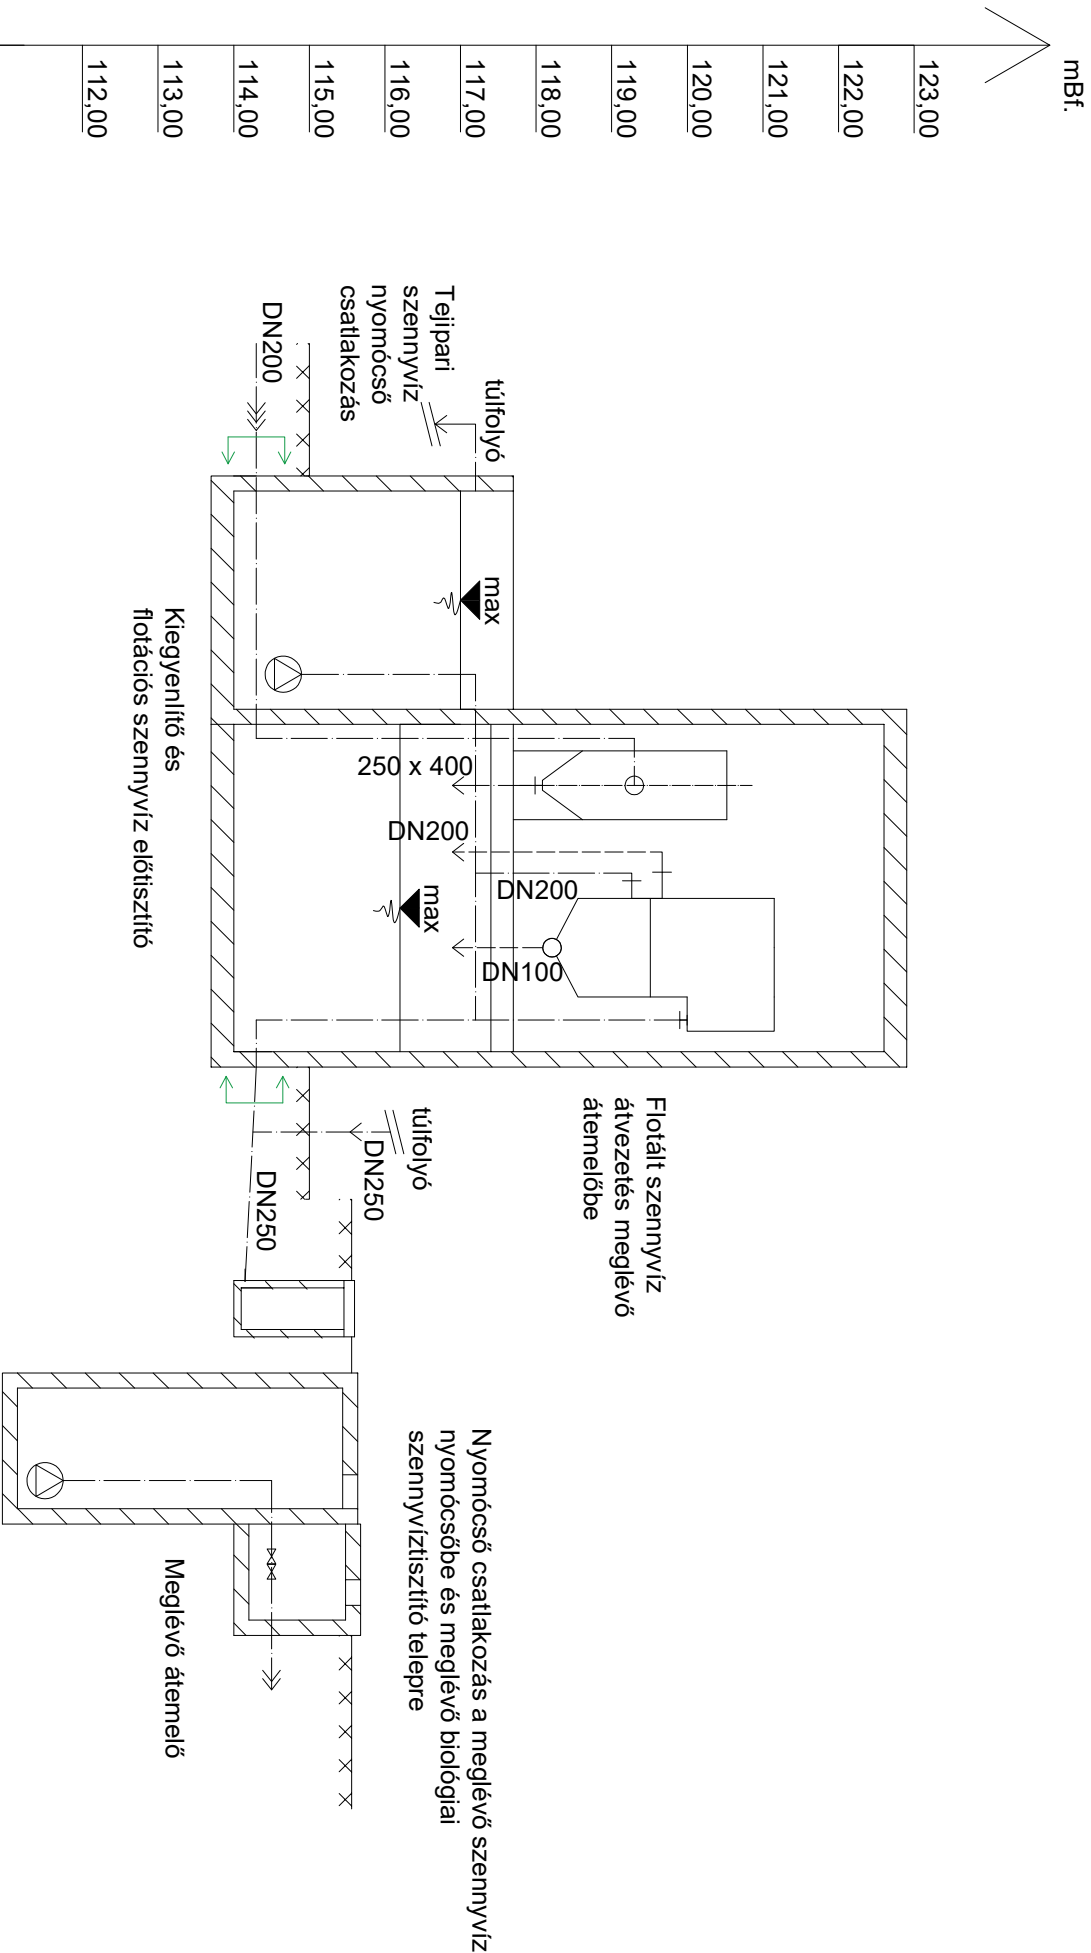 mBf.
123,00
122,00
121,00
120,00
119,00
118,00
117,00
116,00
115,00
114,00
113,00
112,00
Tejipari
szennyvíz
nyomócső
csatlakozás
túlfolyó
DN200
max
250 x 400
DN200
DN200
max
DN100
Kiegyenlítő és
flotációs szennyvíz előtisztító
Flotált szennyvíz
átvezetés meglévő
átemelőbe
túlfolyó
DN250
DN250
Nyomócső csatlakozás a meglévő szennyvíz
nyomócsőbe és meglévő biológiai
szennyvíztisztító telepre
Meglévő átemelő